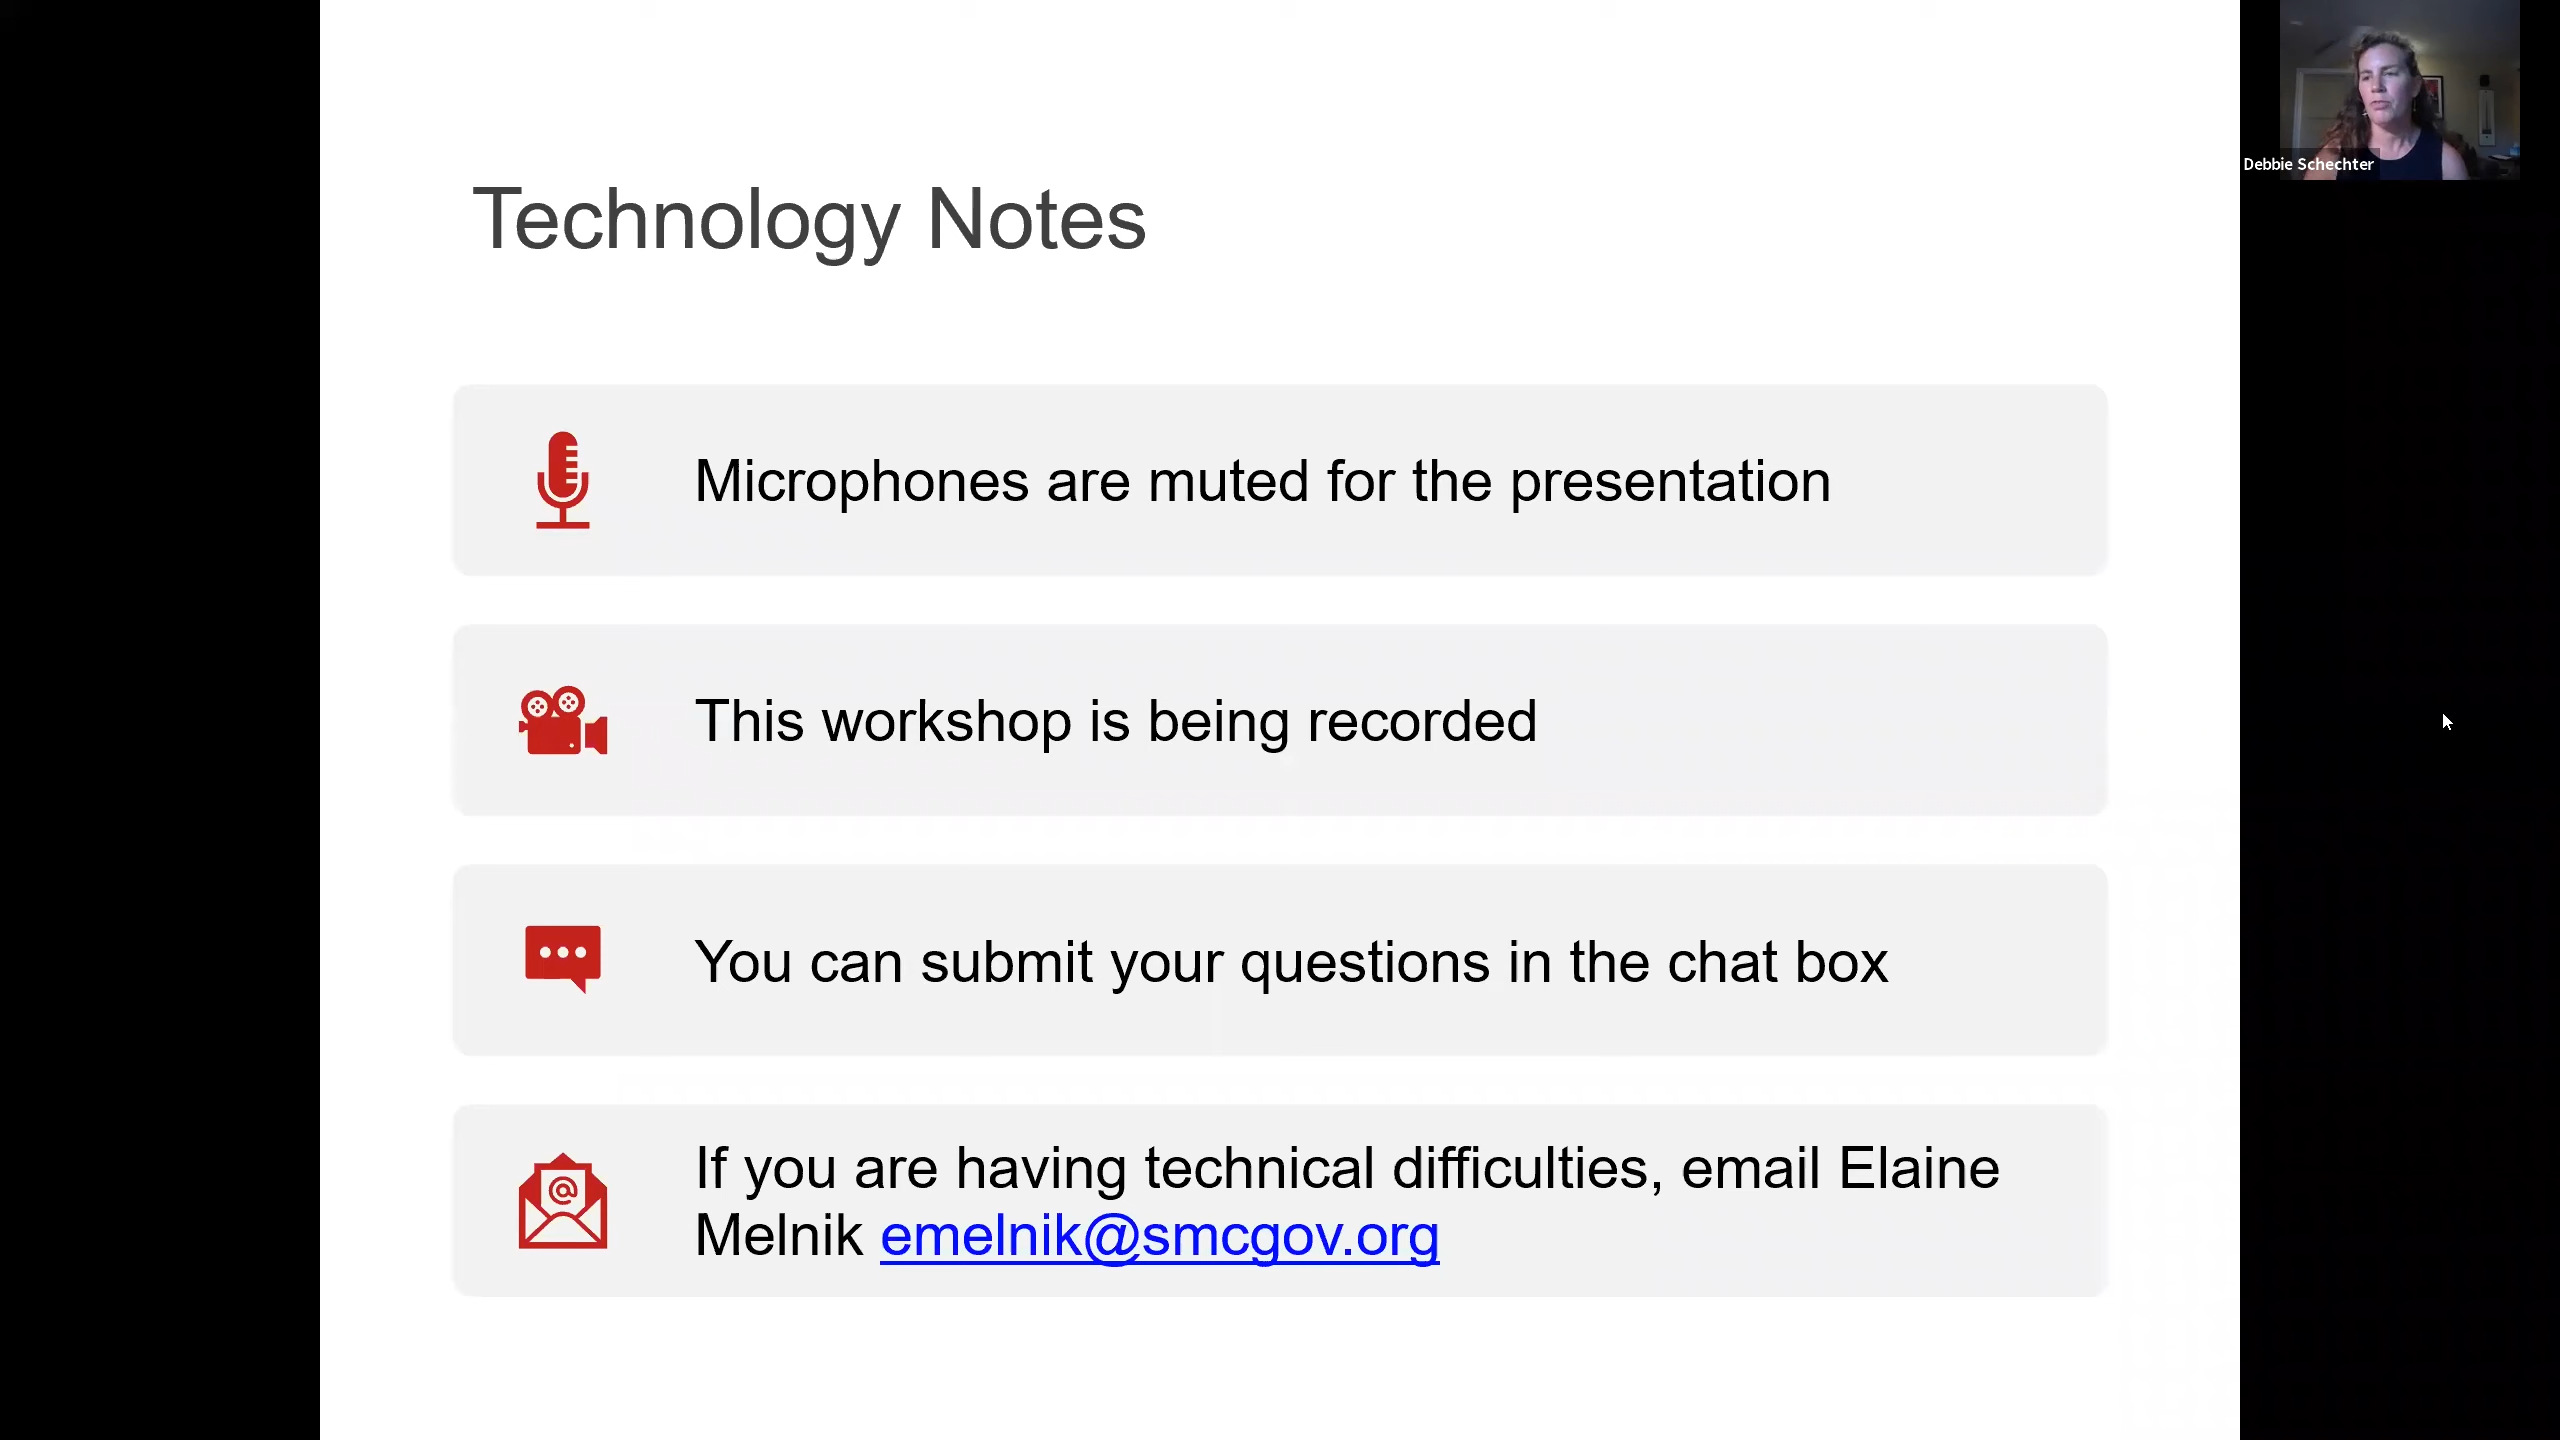 Debbie Schechter
Technology Notes
Microphones are muted for the presentation
This workshop is being recorded
You can submit your questions in the chat box
If you are having technical difficulties, email Elaine
Melnik emelnik@smcgov.org